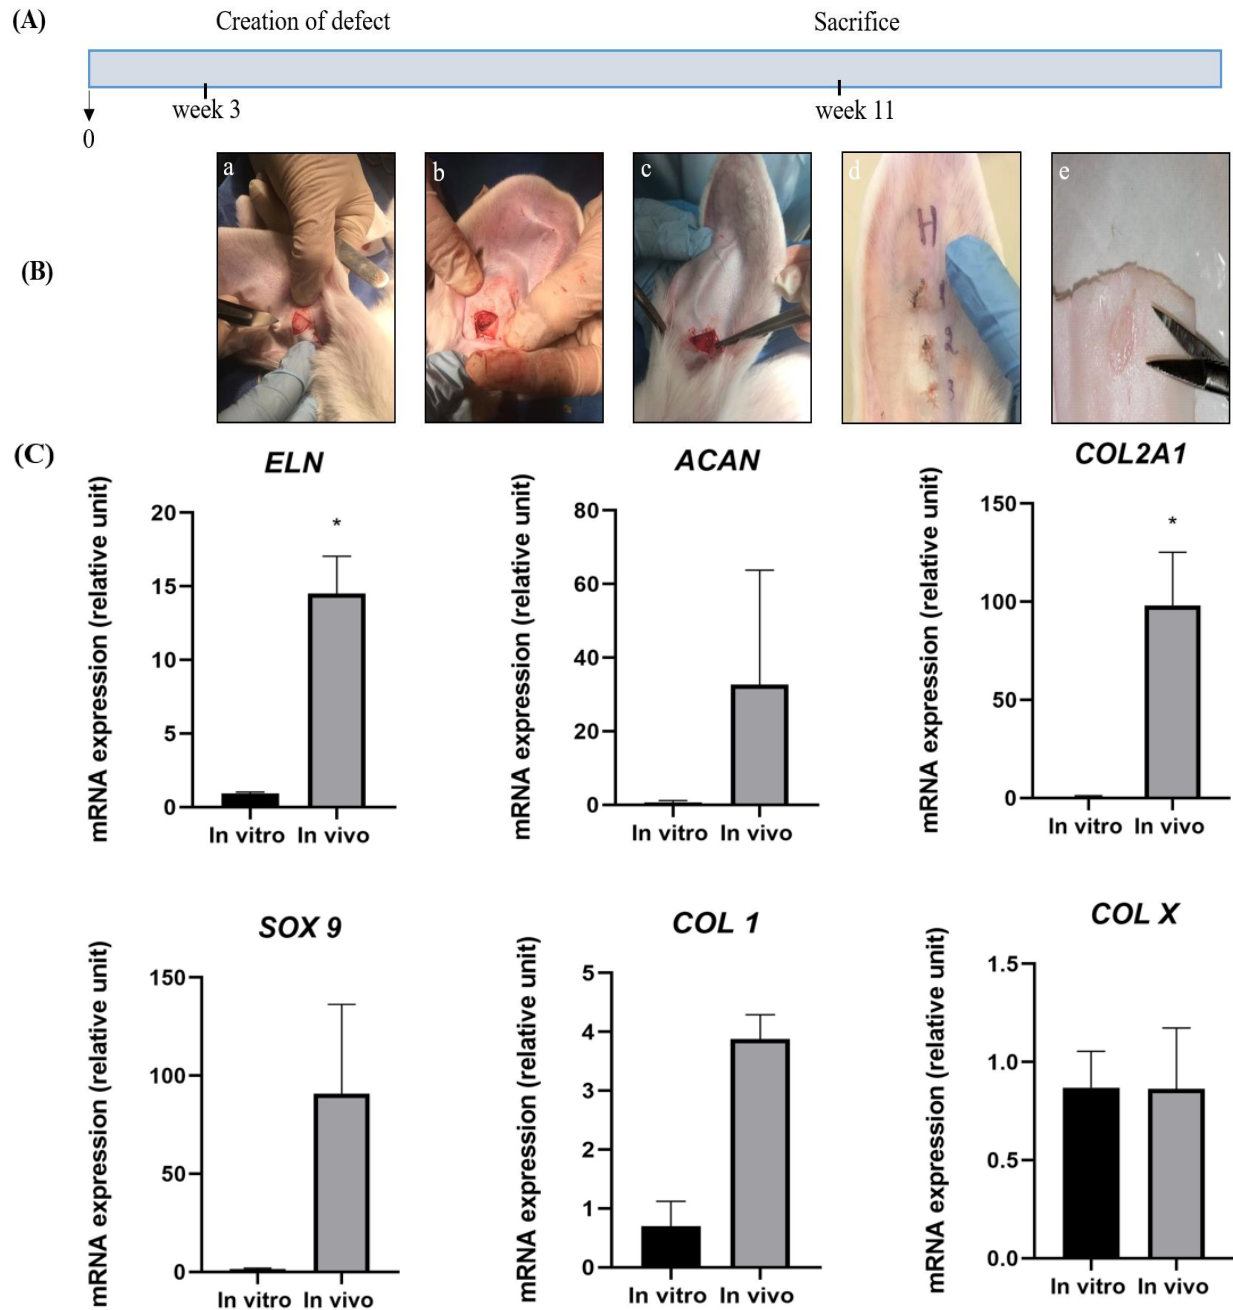 (A)
Creation of defect
Sacrifice
week 3
week 11
0
(B)
a
b
c
d
e
H
1
2
3
(C)
ELN
mRNA expression (relative unit)
20
15
10
5
0
*
In vitro In vivo
ACAN
mRNA expression (relative unit)
80
60
40
20
0
In vitro In vivo
COL2A1
mRNA expression (relative unit)
150
100
50
0
*
In vitro In vivo
SOX 9
mRNA expression (relative unit)
150
100
50
0
In vitro In vivo
COL 1
mRNA expression (relative unit)
5
4
3
2
1
0
In vitro In vivo
COL X
mRNA expression (relative unit)
1.5
1.0
0.5
0.0
In vitro In vivo